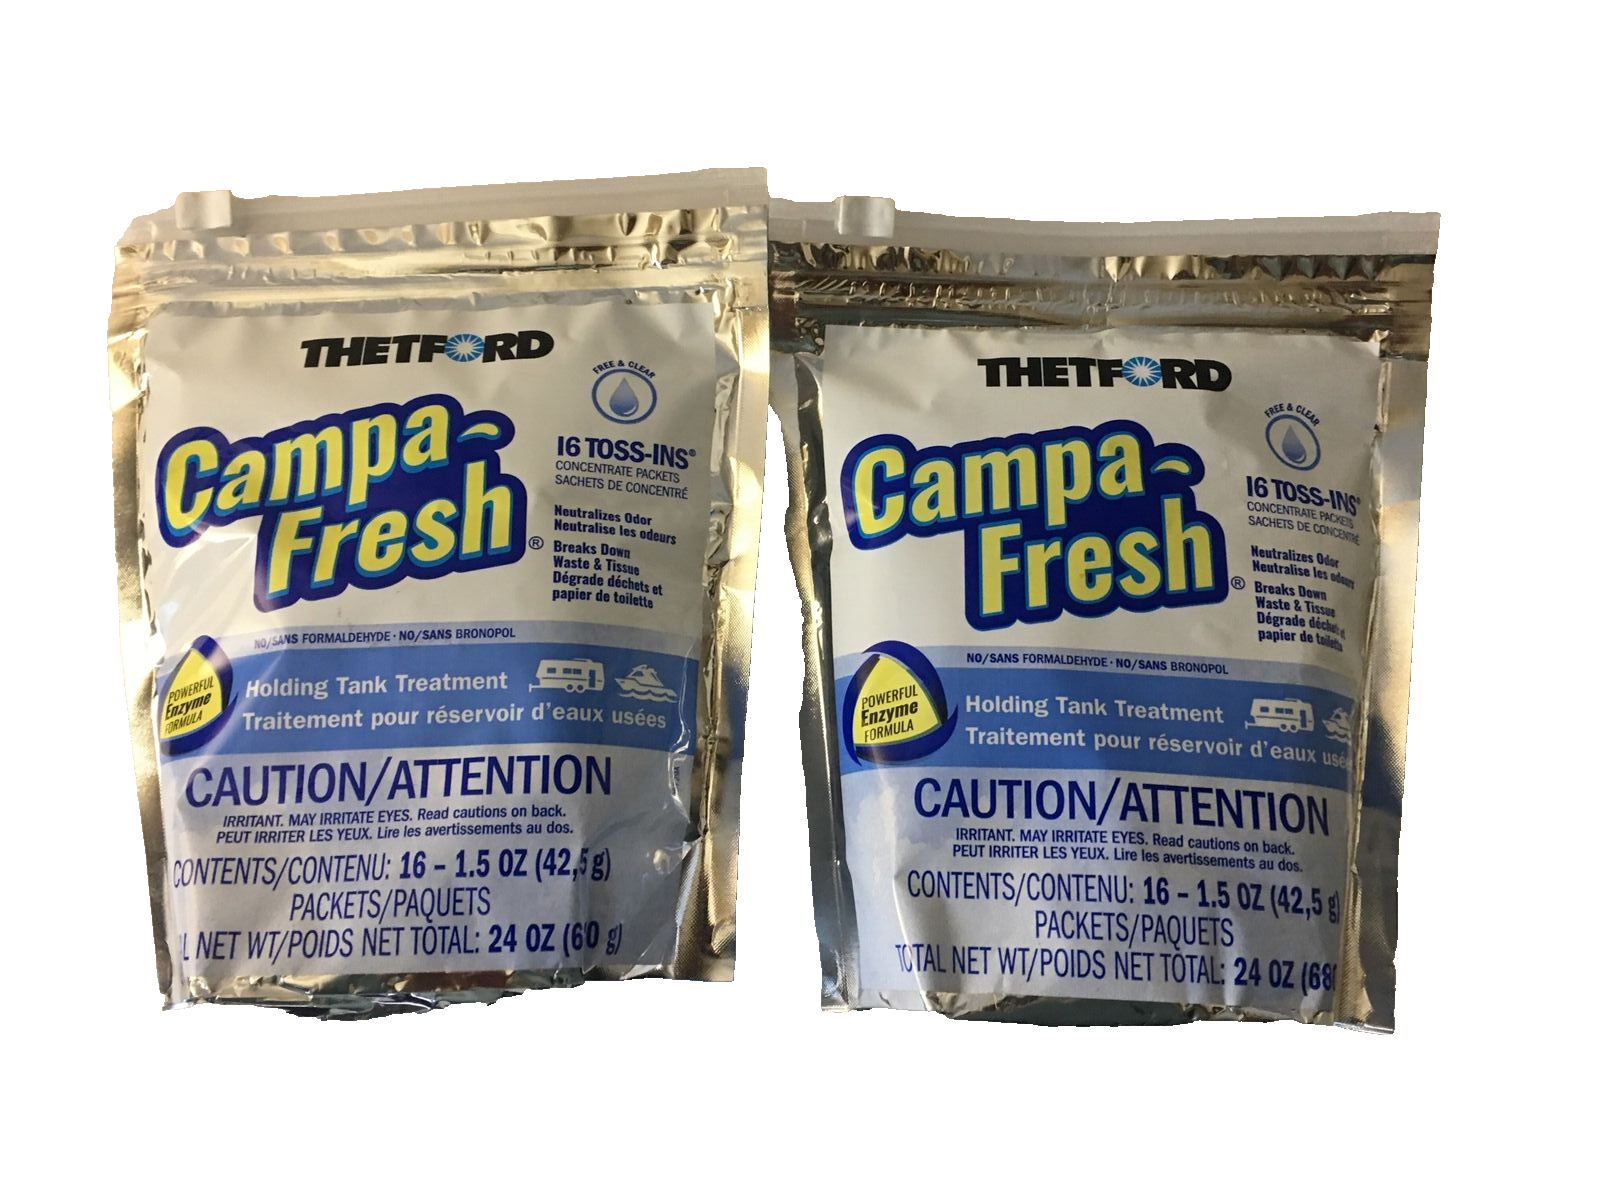 THETFORD
FREE & CLEAR
Campa-
Fresh®
16 TOSS-INS®
CONCENTRATE PACKETS
SACHETS DE CONCENTRÉ
Neutralizes Odor
Neutralise les odeurs
Breaks Down
Waste & Tissue
Dégrade déchets et
papier de toilette
NO/SANS FORMALDEHYDE · NO/SANS BRONOPOL
POWERFUL
Enzyme
FORMULA
Holding Tank Treatment
Traitement pour réservoir d'eaux usées
CAUTION/ATTENTION
IRRITANT. MAY IRRITATE EYES. Read cautions on back.
PEUT IRRITER LES YEUX. Lire les avertissements au dos.
CONTENTS/CONTENU: 16 – 1.5 OZ (42,5 g)
PACKETS/PAQUETS
NET WT/POIDS NET TOTAL: 24 OZ
THETFORD
FREE & CLEAR
Campa-
Fresh®
16 TOSS-INS®
CONCENTRATE PACKETS
SACHETS DE CONCENTRÉ
Neutralizes Odor
Neutralise les odeurs
Breaks Down
Waste & Tissue
Dégrade déchets et
papier de toilette
NO/SANS FORMALDEHYDE · NO/SANS BRONOPOL
POWERFUL
Enzyme
FORMULA
Holding Tank Treatment
Traitement pour réservoir d'eaux usées
CAUTION/ATTENTION
IRRITANT. MAY IRRITATE EYES. Read cautions on back.
PEUT IRRITER LES YEUX. Lire les avertissements au dos.
CONTENTS/CONTENU: 16 – 1.5 OZ (42,5 g)
PACKETS/PAQUETS
TOTAL NET WT/POIDS NET TOTAL: 24 OZ